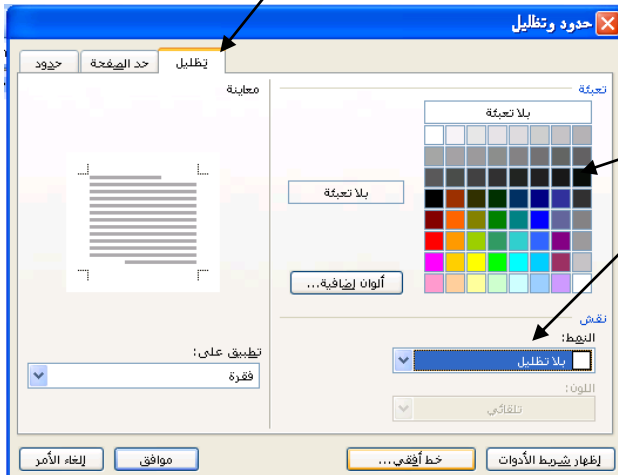 حدود وتظليل
تظليل
حد الصفحة
حدود
تعبئة
معاينة
بلا تعبئة
بلا تعبئة
ألوان إضافية...
نقش
النمط:
بلا تظليل
اللون:
تلقائي
تطبيق على:
فقرة
إظهار شريط الأدوات
خط أفقي...
موافق
إلغاء الأمر